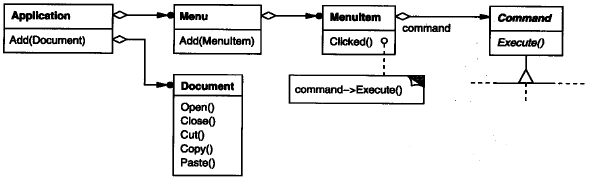 Application
Add(Document)
Menu
Add(MenuItem)
MenuItem
Clicked()
command
Command
Execute()
command–>Execute()
Document
Open()
Close()
Cut()
Copy()
Paste()